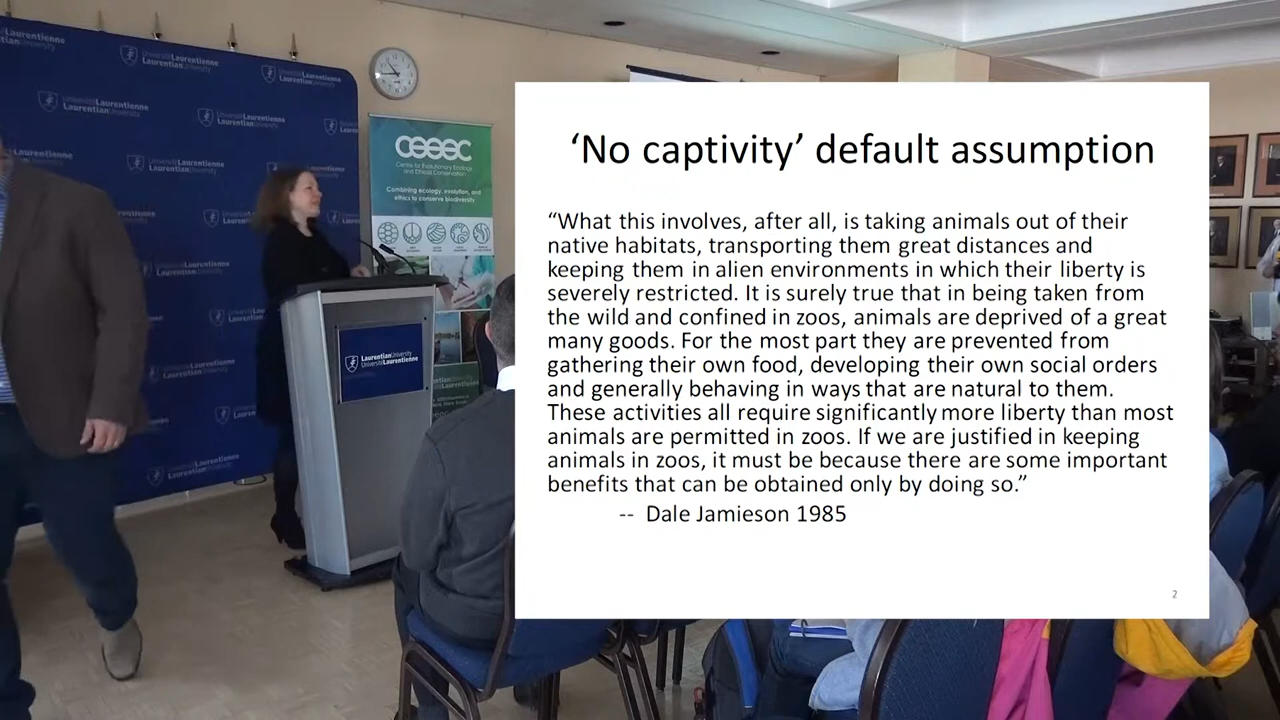 UniversitéLaurentienne
LaurentianUniversity
ceeec
Centre for Evolutionary Ecology
and Ethical Conservation
Combining ecology, evolution, and
ethics to conserve biodiversity
LaurentianUniversity
UniversitéLaurentienne
‘No captivity’ default assumption
“What this involves, after all, is taking animals out of their
native habitats, transporting them great distances and
keeping them in alien environments in which their liberty is
severely restricted. It is surely true that in being taken from
the wild and confined in zoos, animals are deprived of a great
many goods. For the most part they are prevented from
gathering their own food, developing their own social orders
and generally behaving in ways that are natural to them.
These activities all require significantly more liberty than most
animals are permitted in zoos. If we are justified in keeping
animals in zoos, it must be because there are some important
benefits that can be obtained only by doing so.”
-- Dale Jamieson 1985
2